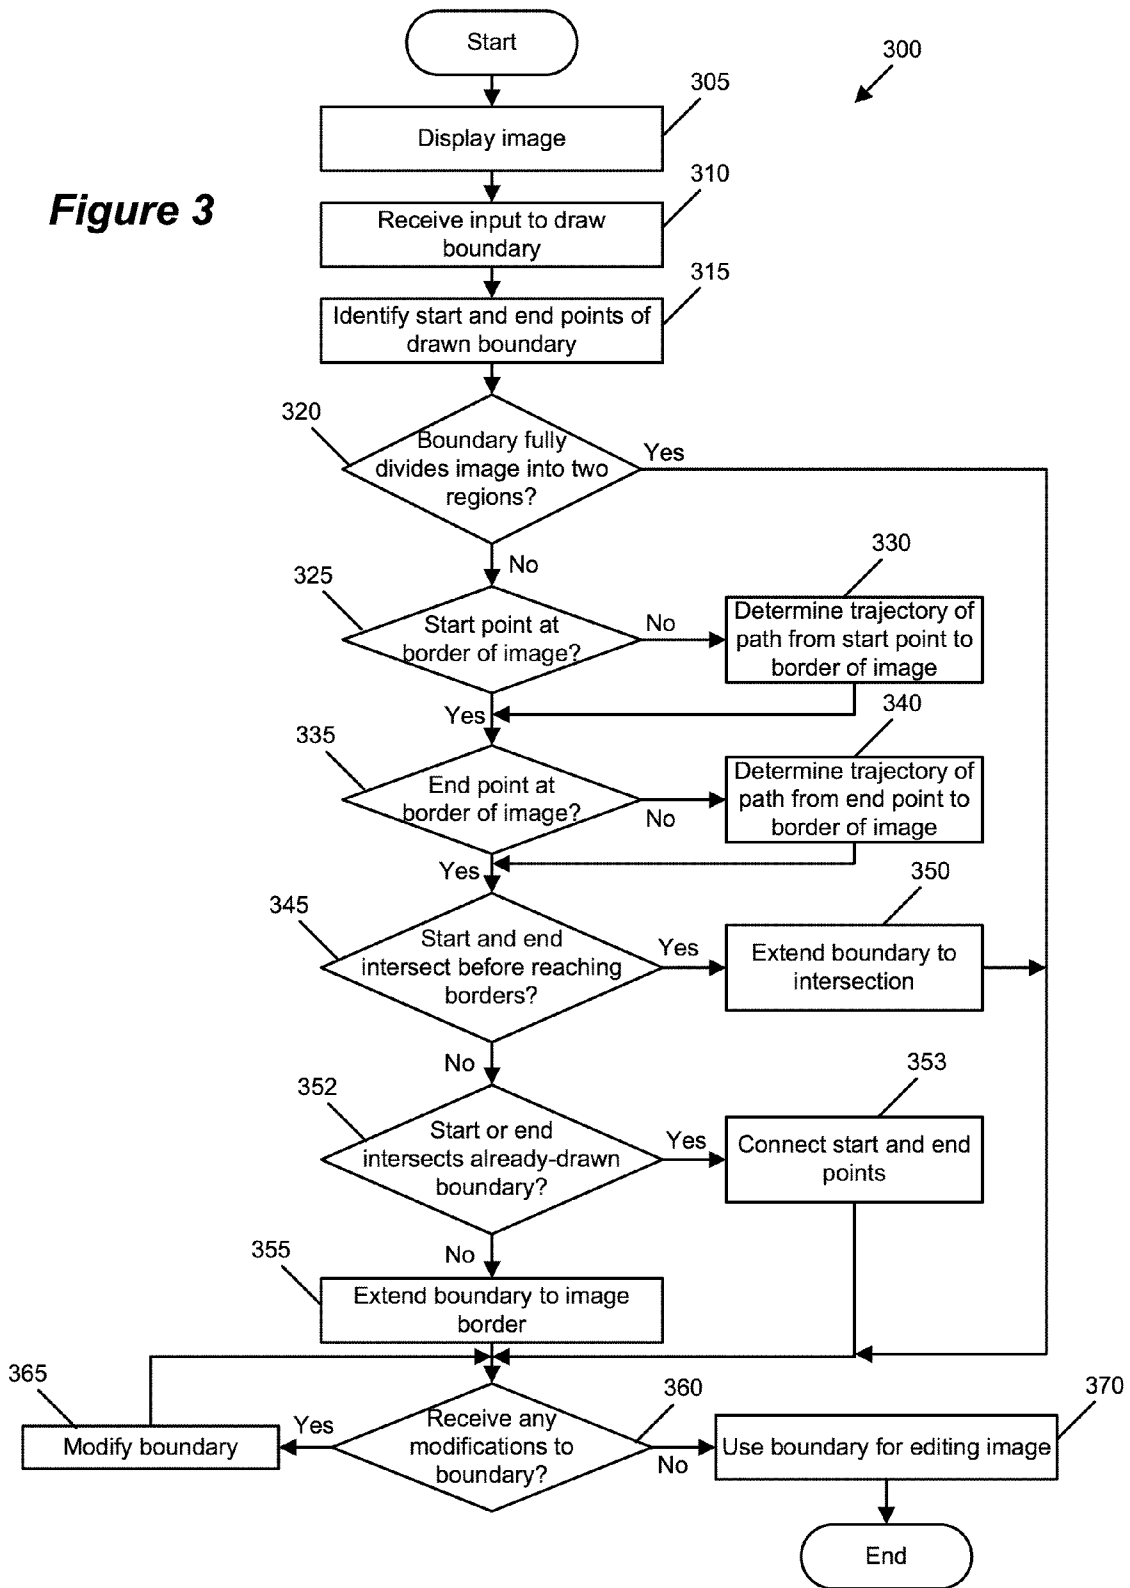 Start
300
305
Display image
310
Figure 3
Receive input to draw
boundary
315
Identify start and end points of
drawn boundary
320
Boundary fully
divides image into two
regions?
Yes
No
325
Start point at
border of image?
No
330
Determine trajectory of
path from start point to
border of image
Yes
335
End point at
border of image?
No
340
Determine trajectory of
path from end point to
border of image
Yes
345
Start and end
intersect before reaching
borders?
Yes
350
Extend boundary to
intersection
No
352
Start or end
intersects already-drawn
boundary?
Yes
353
Connect start and end
points
No
355
Extend boundary to image
border
365
Modify boundary
Yes
360
Receive any
modifications to
boundary?
No
370
Use boundary for editing image
End